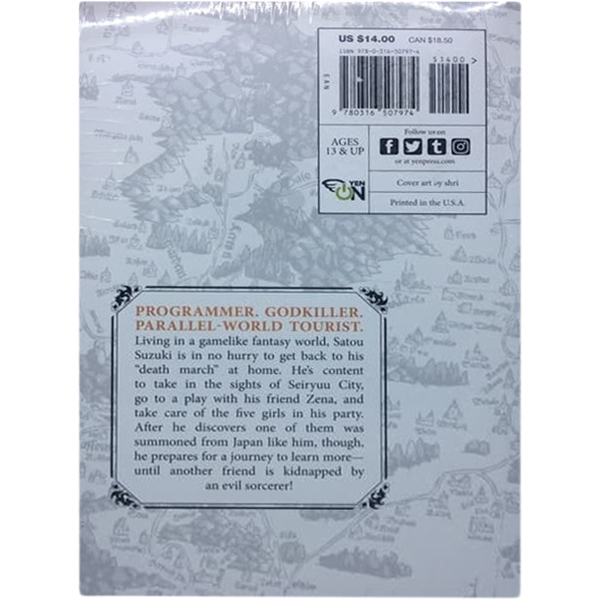 US $14.00 CAN $18.50
ISBN 978-0-316-50797-4
51400 >
EAN
9 780316 507974
AGES
13 & UP
Follow us on
or at yenpress.com
YEN
ON
Cover art by shri
Printed in the U.S.A.
PROGRAMMER. GODKILLER.
PARALLEL-WORLD TOURIST.
Living in a gamelike fantasy world, Satou
Suzuki is in no hurry to get back to his
“death march” at home. He’s content
to take in the sights of Seiryuu City,
go to a play with his friend Zena, and
take care of the five girls in his party.
After he discovers one of them was
summoned from Japan like him, though,
he prepares for a journey to learn more—
until another friend is kidnapped by
an evil sorcerer!